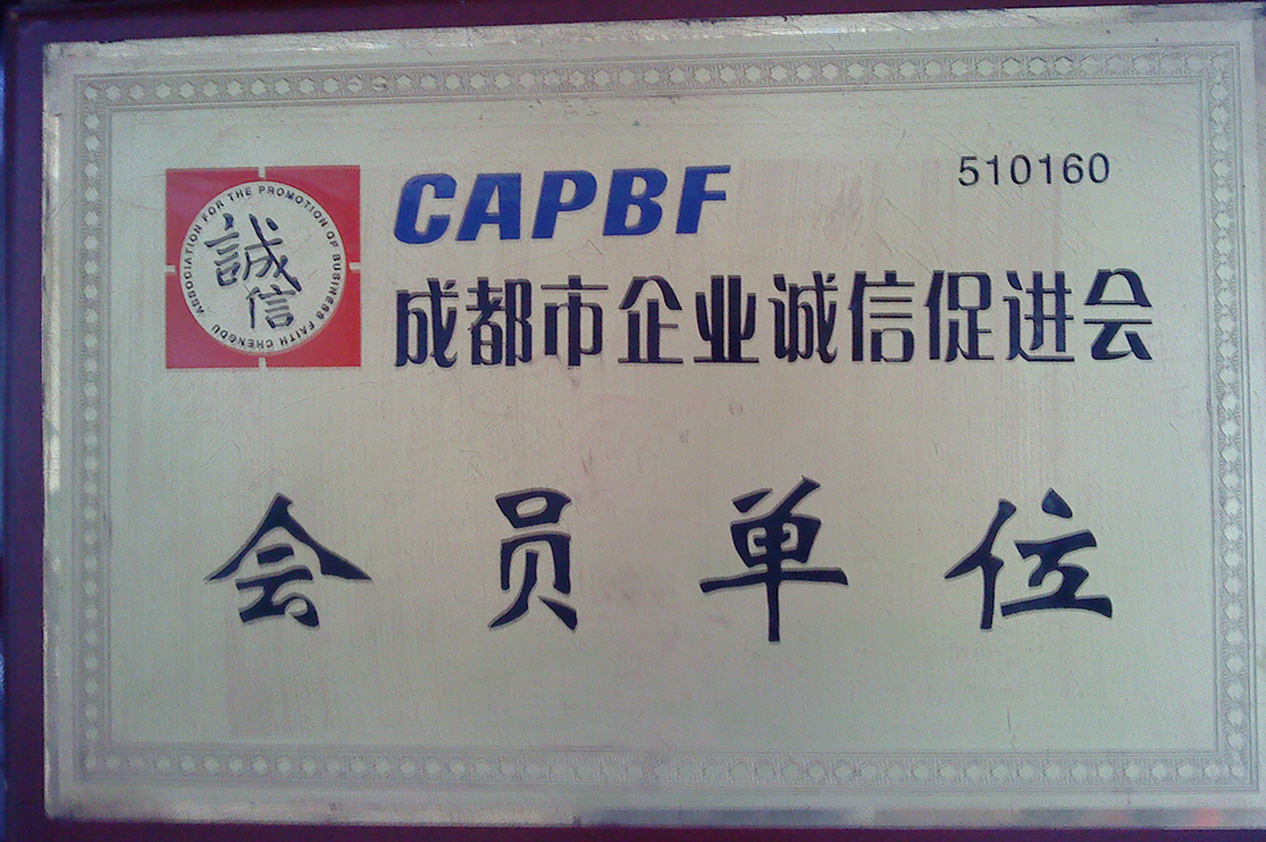 510160
CAPBF
ASSOCIATION FOR THE PROMOTION OF BUSINESS FAITH CHENGDU
誠信
成都市企业诚信促进会
会员单位